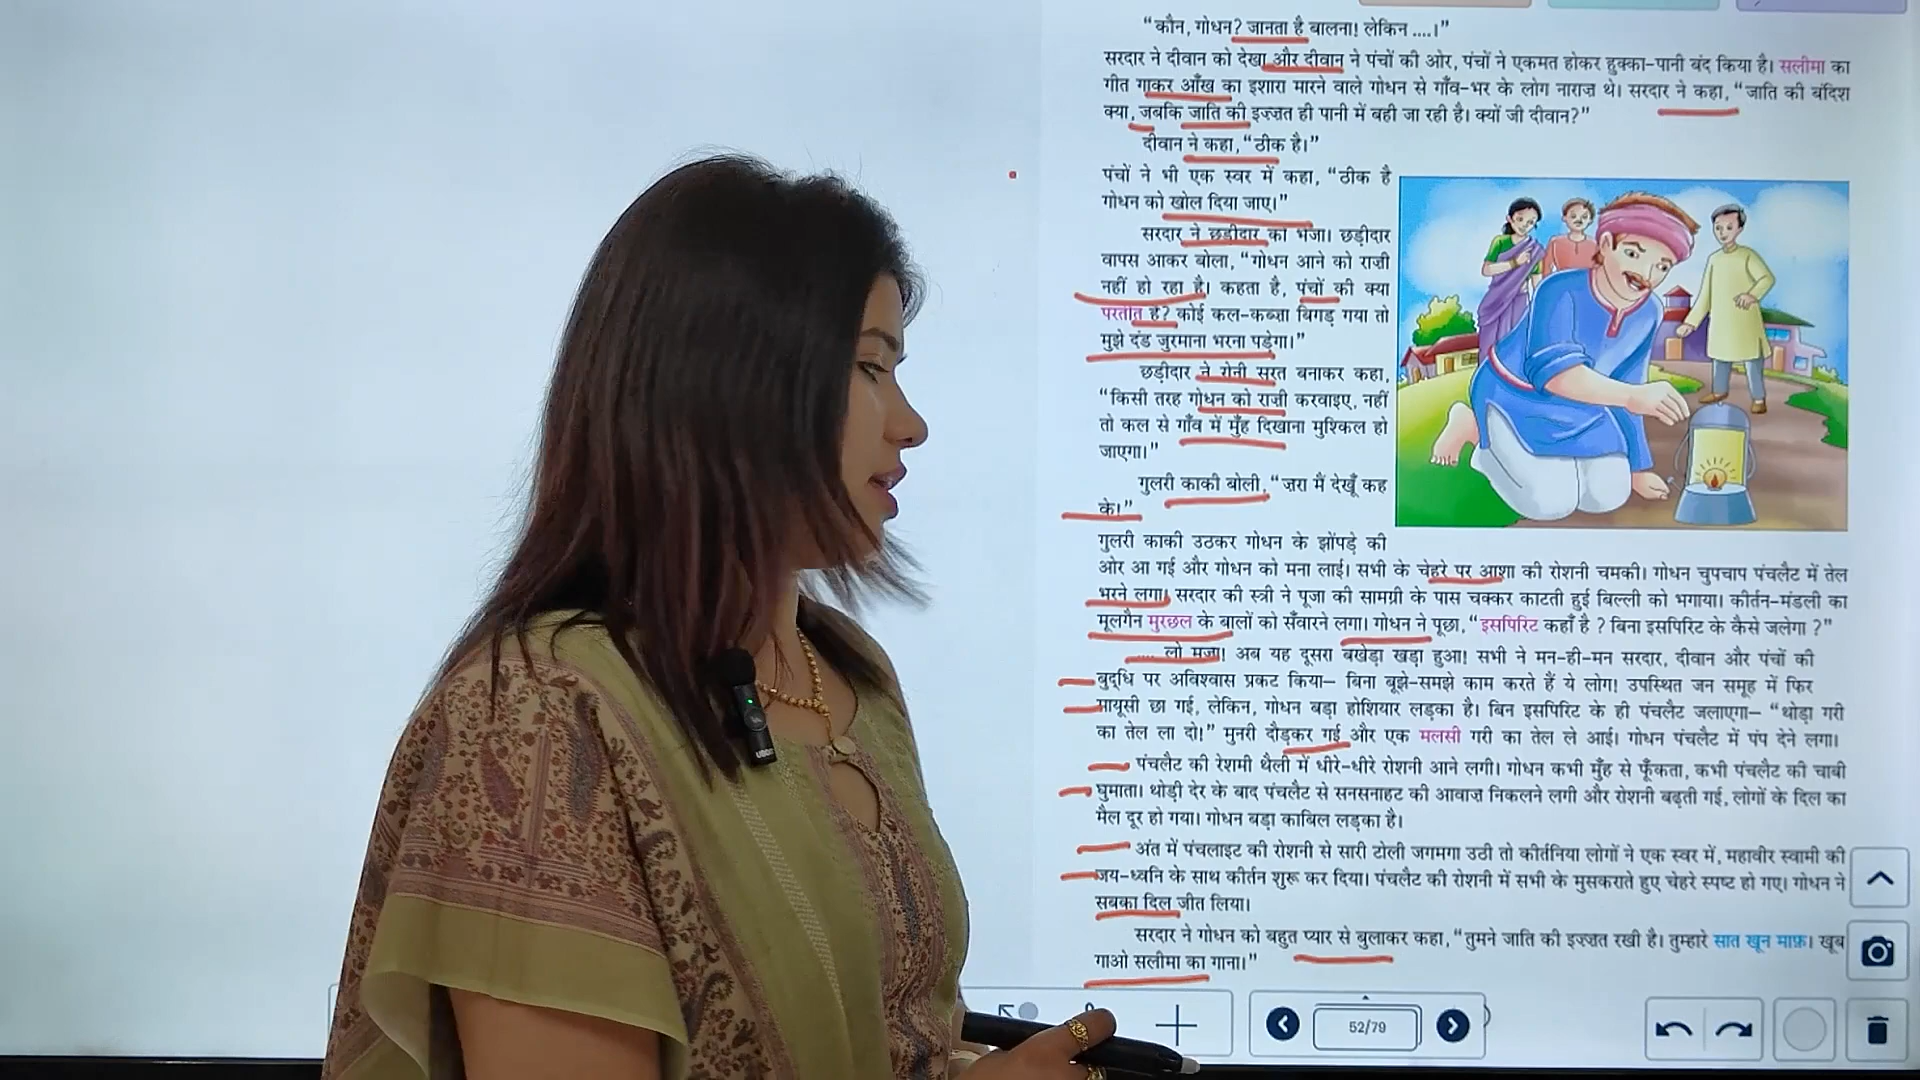 “कौन, गोधन? जानता है बालना! लेकिन ....।”
सरदार ने दीवान को देखा और दीवान ने पंचों की ओर, पंचों ने एकमत होकर हुक्का-पानी बंद किया है। सलीमा का
गीत गाकर आँख का इशारा मारने वाले गोधन से गाँव-भर के लोग नाराज़ थे। सरदार ने कहा, “जाति की बंदिश
क्या, जबकि जाति की इज़्ज़त ही पानी में बही जा रही है। क्यों जी दीवान?”
दीवान ने कहा, “ठीक है।”
पंचों ने भी एक स्वर में कहा, “ठीक है
गोधन को खोल दिया जाए।”
सरदार ने छड़ीदार को भेजा। छड़ीदार
वापस आकर बोला, “गोधन आने को राज़ी
नहीं हो रहा है। कहता है, पंचों की क्या
परतीत है? कोई कल-कब्ज़ा बिगड़ गया तो
मुझे दंड जुरमाना भरना पड़ेगा।”
छड़ीदार ने रोनी सूरत बनाकर कहा,
“किसी तरह गोधन को राज़ी करवाइए, नहीं
तो कल से गाँव में मुँह दिखाना मुश्किल हो
जाएगा।”
गुलरी काकी बोली, “ज़रा मैं देखूँ कह
के।”
गुलरी काकी उठकर गोधन के झोंपड़े की
ओर आ गई और गोधन को मना लाई। सभी के चेहरे पर आशा की रोशनी चमकी। गोधन चुपचाप पंचलैट में तेल
भरने लगा। सरदार की स्त्री ने पूजा की सामग्री के पास चक्कर काटती हुई बिल्ली को भगाया। कीर्तन-मंडली का
मूलगैन मुरछल के बालों को सँवारने लगा। गोधन ने पूछा, “इसपिरिट कहाँ है ? बिना इसपिरिट के कैसे जलेगा ?”
.... लो मज़ा! अब यह दूसरा बखेड़ा खड़ा हुआ! सभी ने मन-ही-मन सरदार, दीवान और पंचों की
बुद्धि पर अविश्वास प्रकट किया– बिना बूझे-समझे काम करते हैं ये लोग! उपस्थित जन समूह में फिर
मायूसी छा गई, लेकिन, गोधन बड़ा होशियार लड़का है। बिन इसपिरिट के ही पंचलैट जलाएगा– “थोड़ा गरी
का तेल ला दो!” मुनरी दौड़कर गई और एक मलसी गरी का तेल ले आई। गोधन पंचलैट में पंप देने लगा।
पंचलैट की रेशमी थैली में धीरे-धीरे रोशनी आने लगी। गोधन कभी मुँह से फूँकता, कभी पंचलैट की चाबी
घुमाता। थोड़ी देर के बाद पंचलैट से सनसनाहट की आवाज़ निकलने लगी और रोशनी बढ़ती गई, लोगों के दिल का
मैल दूर हो गया। गोधन बड़ा काबिल लड़का है।
अंत में पंचलाइट की रोशनी से सारी टोली जगमगा उठी तो कीर्तनिया लोगों ने एक स्वर में, महावीर स्वामी की
जय-ध्वनि के साथ कीर्तन शुरू कर दिया। पंचलैट की रोशनी में सभी के मुसकराते हुए चेहरे स्पष्ट हो गए। गोधन ने
सबका दिल जीत लिया।
सरदार ने गोधन को बहुत प्यार से बुलाकर कहा, “तुमने जाति की इज़्ज़त रखी है। तुम्हारे सात खून माफ़। खूब
गाओ सलीमा का गाना।”
52/79